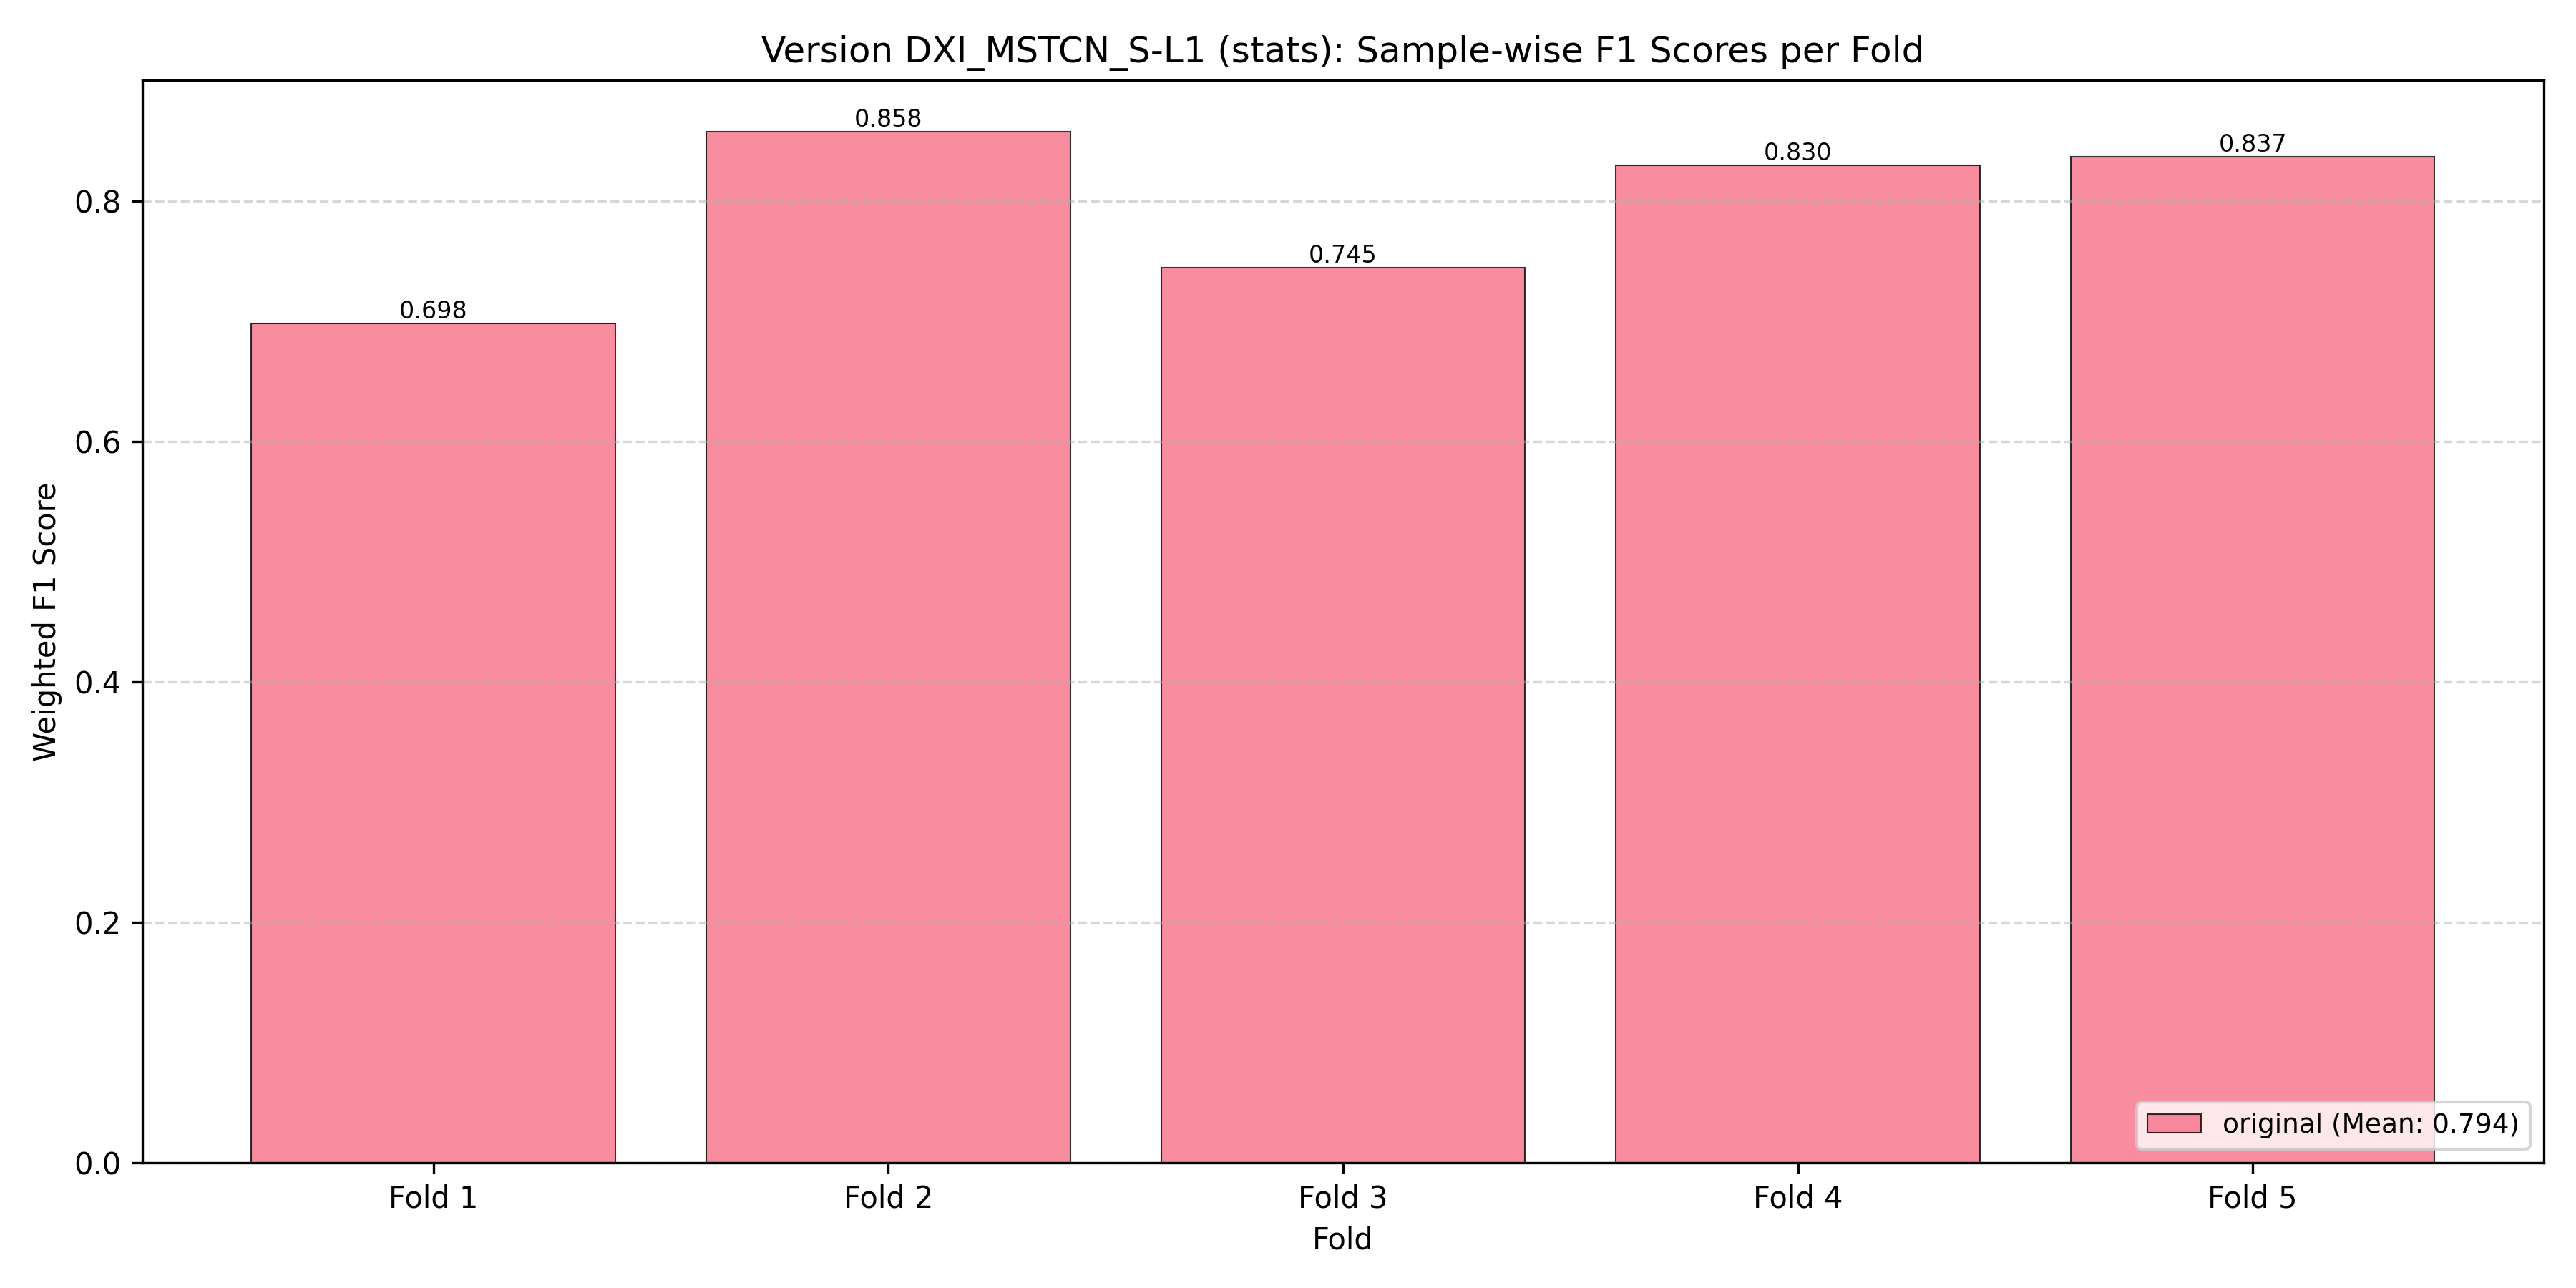 Version DXI_MSTCN_S-L1 (stats): Sample-wise F1 Scores per Fold
Weighted F1 Score
0.8
0.6
0.4
0.2
0.0
0.698
0.858
0.745
0.830
0.837
original (Mean: 0.794)
Fold 1
Fold 2
Fold 3
Fold 4
Fold 5
Fold